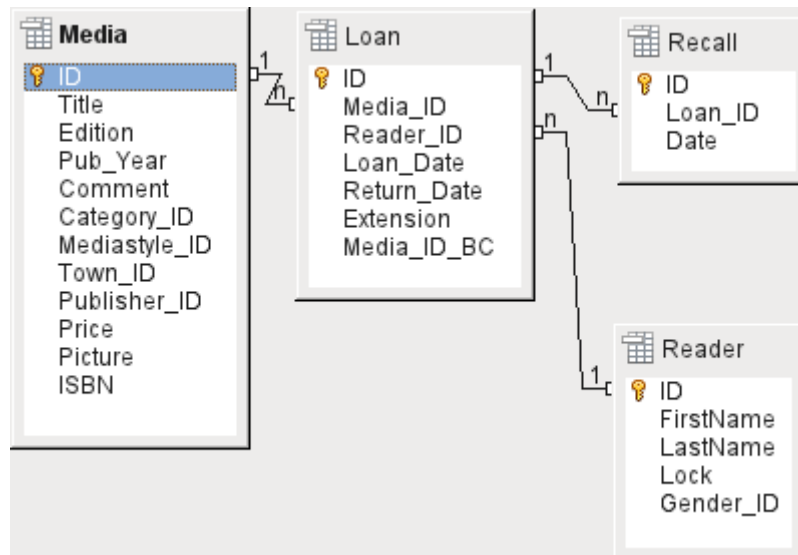 Media
ID
Title
Edition
Pub_Year
Comment
Category_ID
Mediastyle_ID
Town_ID
Publisher_ID
Price
Picture
ISBN
1
n
Loan
ID
Media_ID
Reader_ID
Loan_Date
Return_Date
Extension
Media_ID_BC
1
n
n
1
Recall
ID
Loan_ID
Date
Reader
ID
FirstName
LastName
Lock
Gender_ID